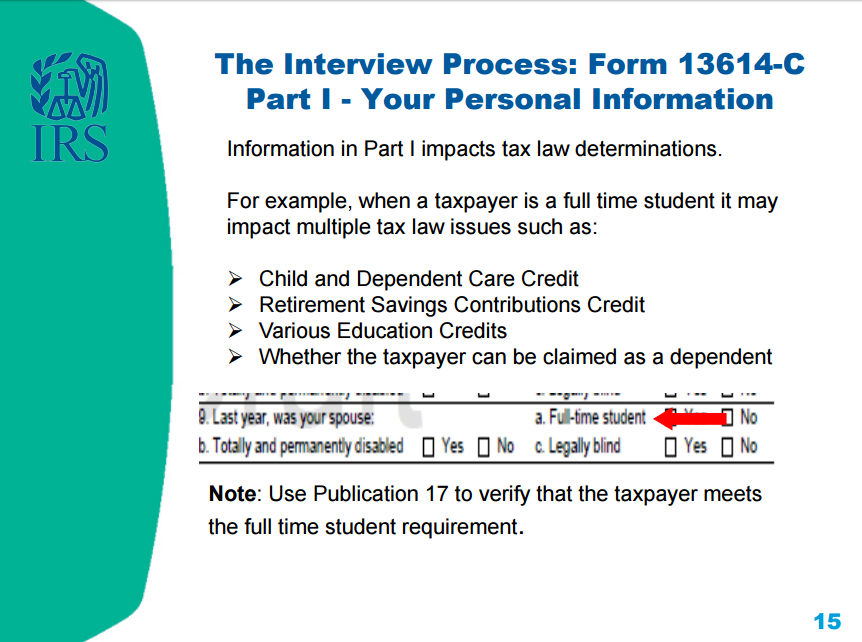 IRS
The Interview Process: Form 13614-C
Part I - Your Personal Information
Information in Part I impacts tax law determinations.
For example, when a taxpayer is a full time student it may
impact multiple tax law issues such as:
➢ Child and Dependent Care Credit
➢ Retirement Savings Contributions Credit
➢ Various Education Credits
➢ Whether the taxpayer can be claimed as a dependent
9. Last year, was your spouse: a. Full-time student No
b. Totally and permanently disabled Yes No c. Legally blind Yes No
Note: Use Publication 17 to verify that the taxpayer meets
the full time student requirement.
15